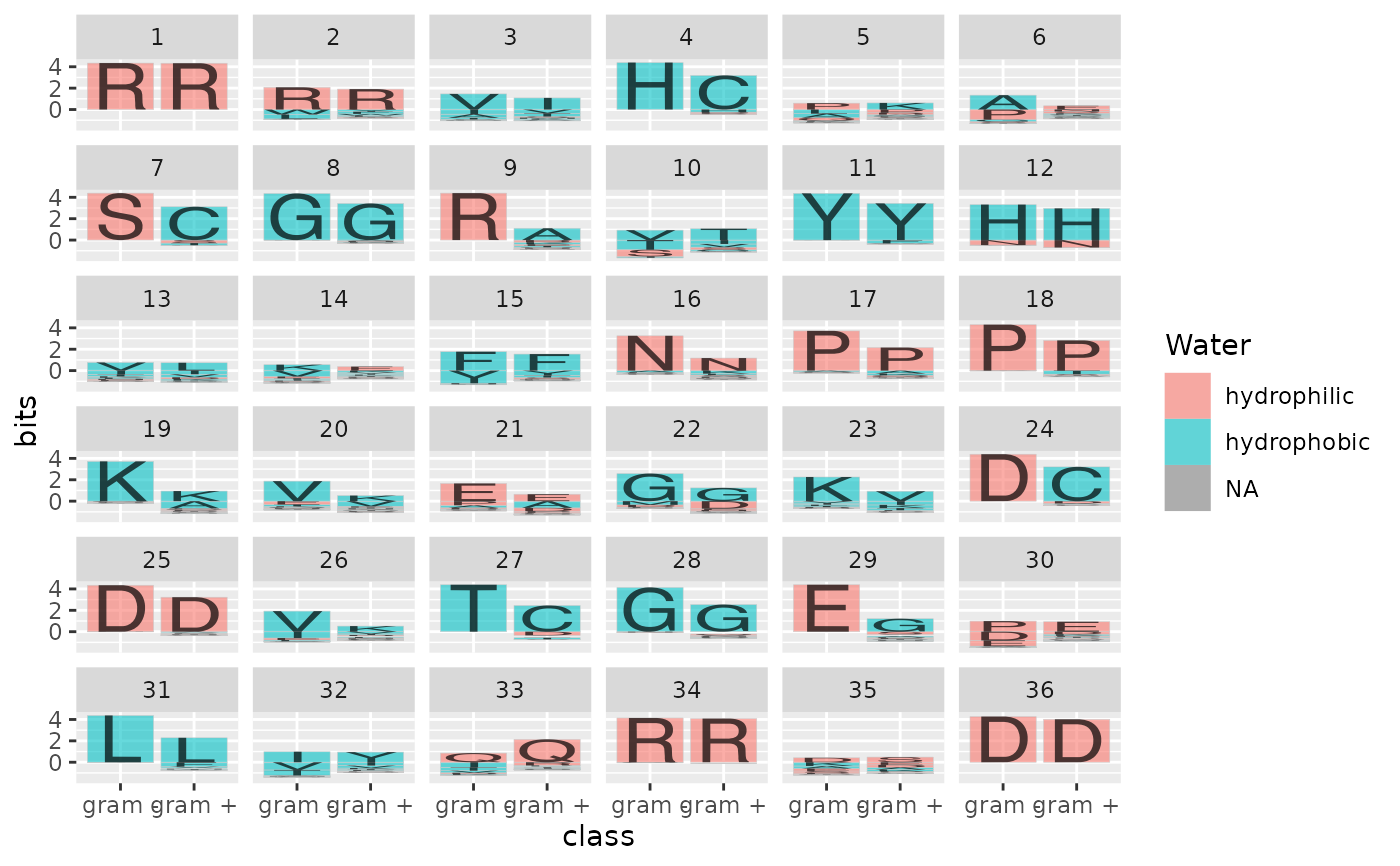 1 2 3 4 5 6
4
2
0
R R R R Y I H C P K A
7 8 9 10 11 12
4
2
0
S C G G R A Y T Y Y H N H N
13 14 15 16 17 18
4
2
0
Y L K F Y F N N P P P P
19 20 21 22 23 24
4
2
0
K K A V K E E A G G D K Y D C
bits
25 26 27 28 29 30
4
2
0
D D Y K T C G G E G P D E
31 32 33 34 35 36
4
2
0
L L I Y Y Q Q R R D D
gram - gram + gram - gram + gram - gram + gram - gram + gram - gram + gram - gram +
class
Water
hydrophilic
hydrophobic
NA